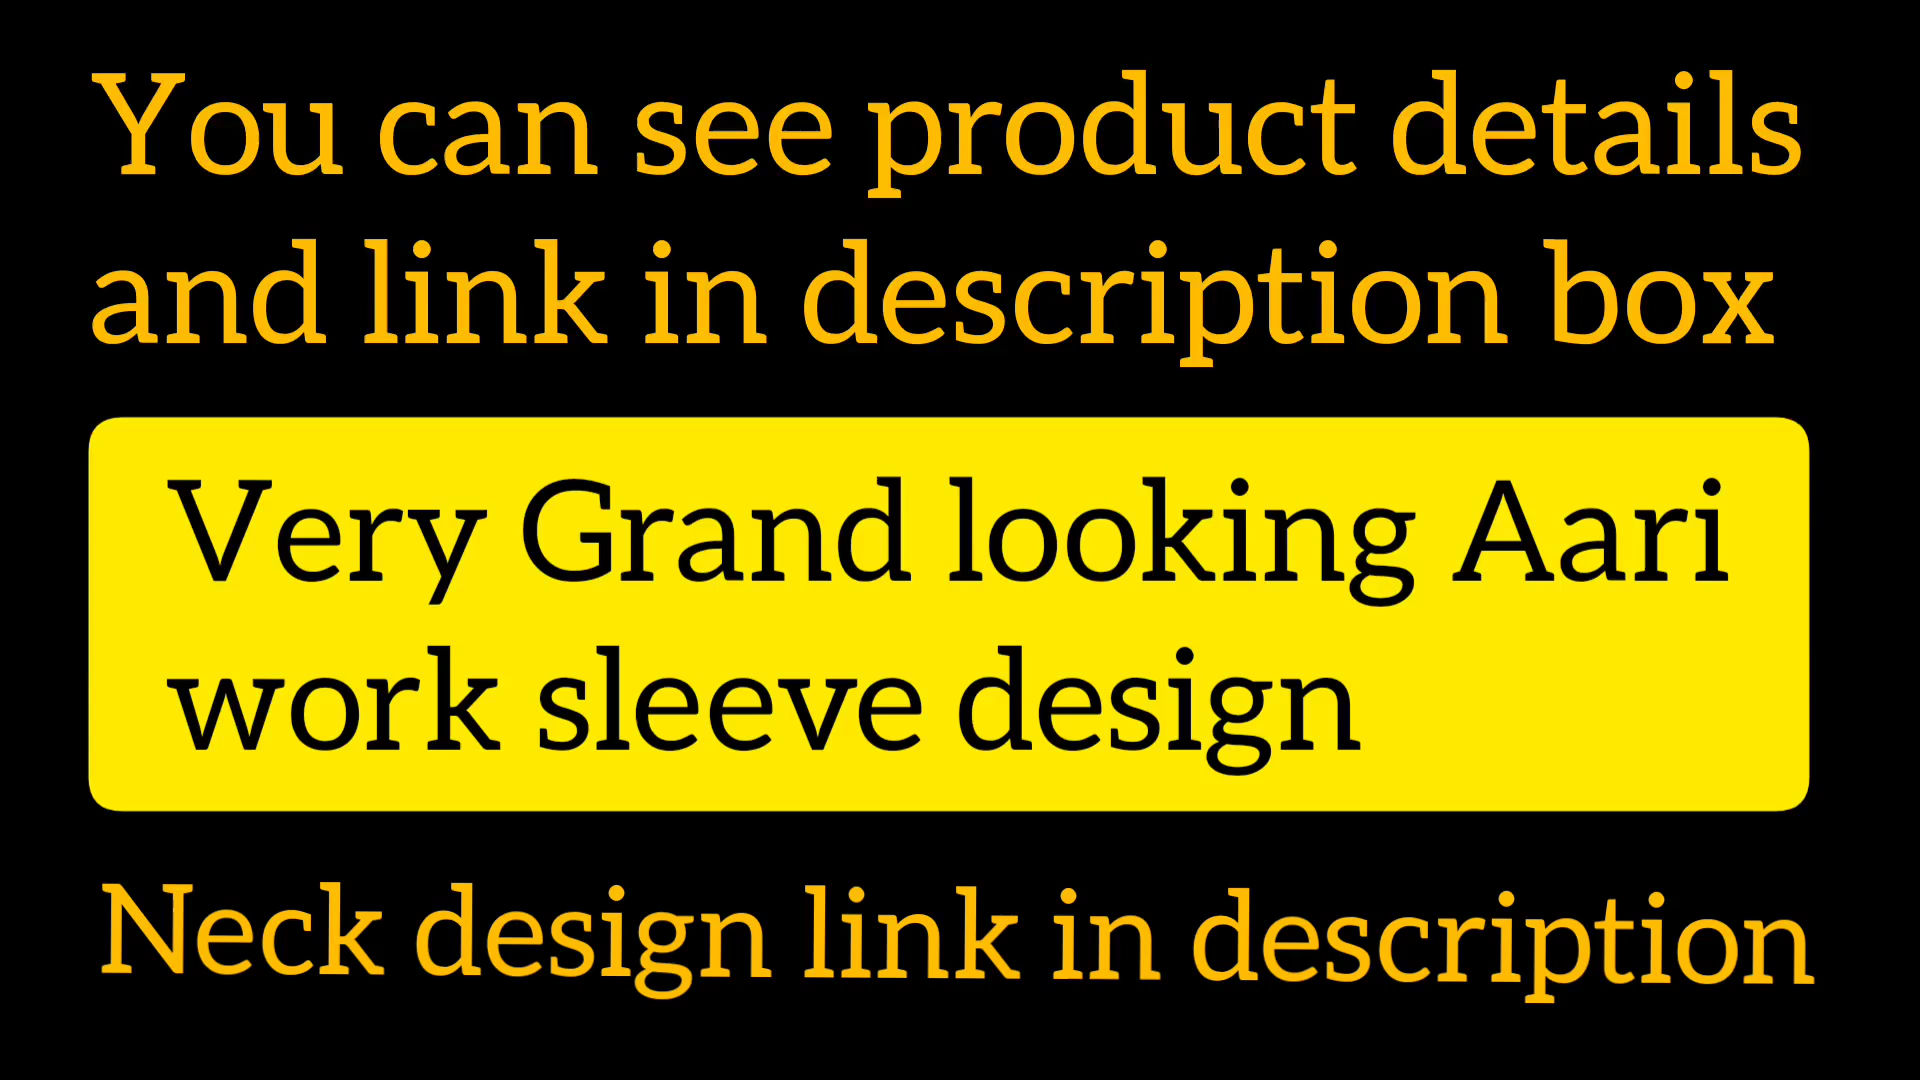 You can see product details
and link in description box
Very Grand looking Aari
work sleeve design
Neck design link in description